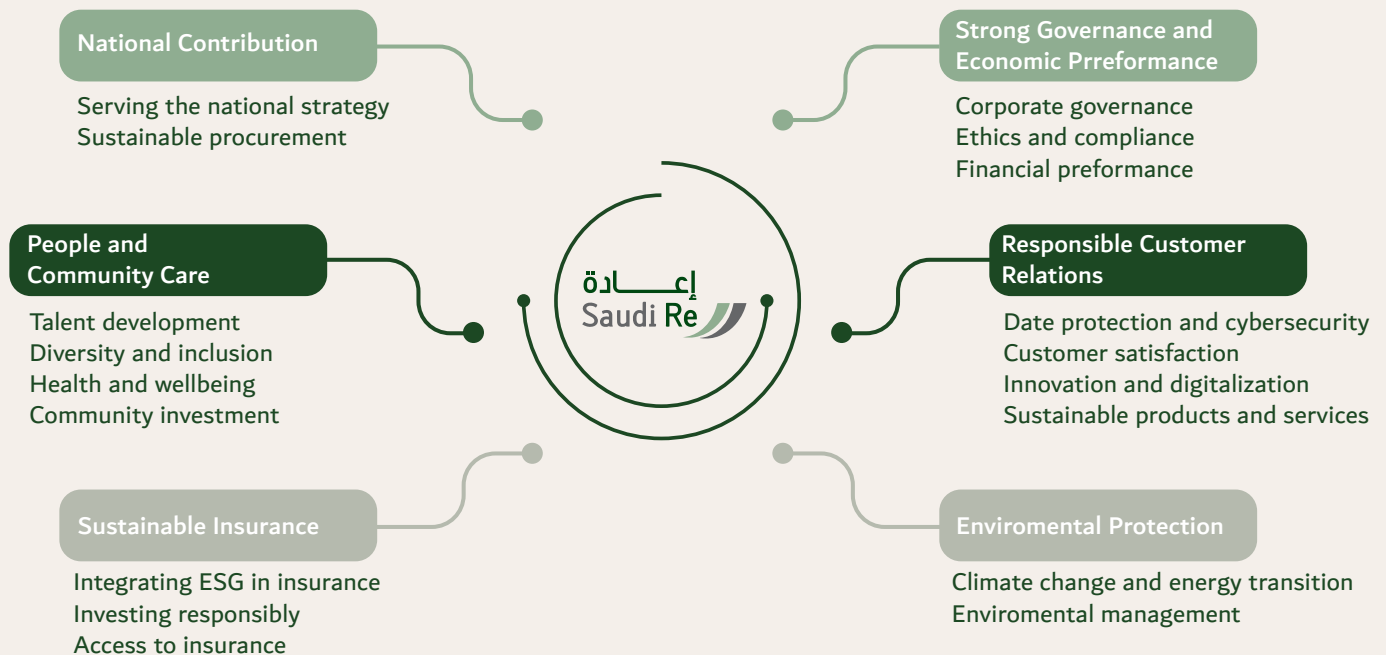 National Contribution
Serving the national strategy
Sustainable procurement
Strong Governance and
Economic Prreformance
Corporate governance
Ethics and compliance
Financial preformance
People and
Community Care
Talent development
Diversity and inclusion
Health and wellbeing
Community investment
إعـــادة
Saudi Re
Responsible Customer
Relations
Date protection and cybersecurity
Customer satisfaction
Innovation and digitalization
Sustainable products and services
Sustainable Insurance
Integrating ESG in insurance
Investing responsibly
Access to insurance
Enviromental Protection
Climate change and energy transition
Enviromental management